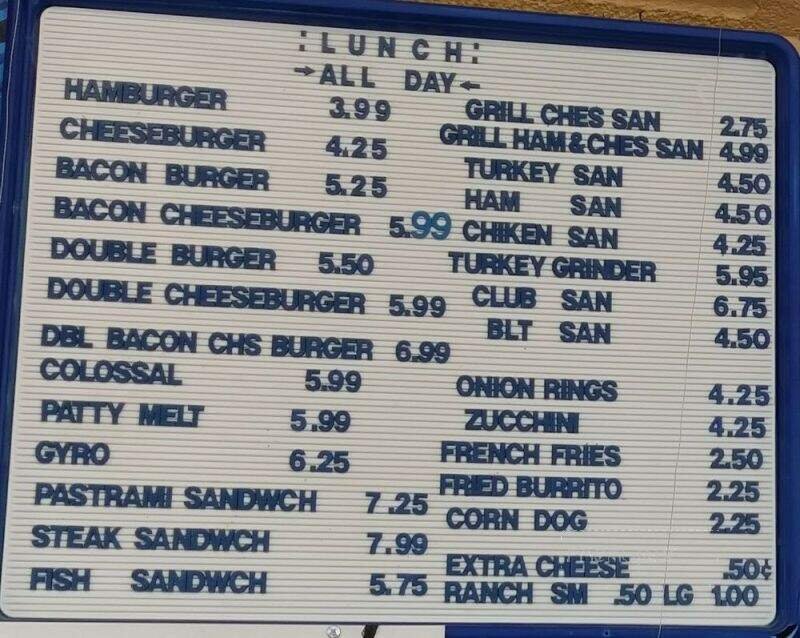 :LUNCH:
→ALL DAY←
HAMBURGER 3.99
CHEESEBURGER 4.25
BACON BURGER 5.25
BACON CHEESEBURGER 5.99
DOUBLE BURGER 5.50
DOUBLE CHEESEBURGER 5.99
DBL BACON CHS BURGER 6.99
COLOSSAL 5.99
PATTY MELT 5.99
GYRO 6.25
PASTRAMI SANDWCH 7.25
STEAK SANDWCH 7.99
FISH SANDWCH 5.75
GRILL CHES SAN 2.75
GRILL HAM&CHES SAN 4.99
TURKEY SAN 4.50
HAM SAN 4.50
CHIKEN SAN 4.25
TURKEY GRINDER 5.95
CLUB SAN 6.75
BLT SAN 4.50
ONION RINGS 4.25
ZUCCHINI 4.25
FRENCH FRIES 2.50
FRIED BURRITO 2.25
CORN DOG 2.25
EXTRA CHEESE .50¢
RANCH SM .50 LG 1.00